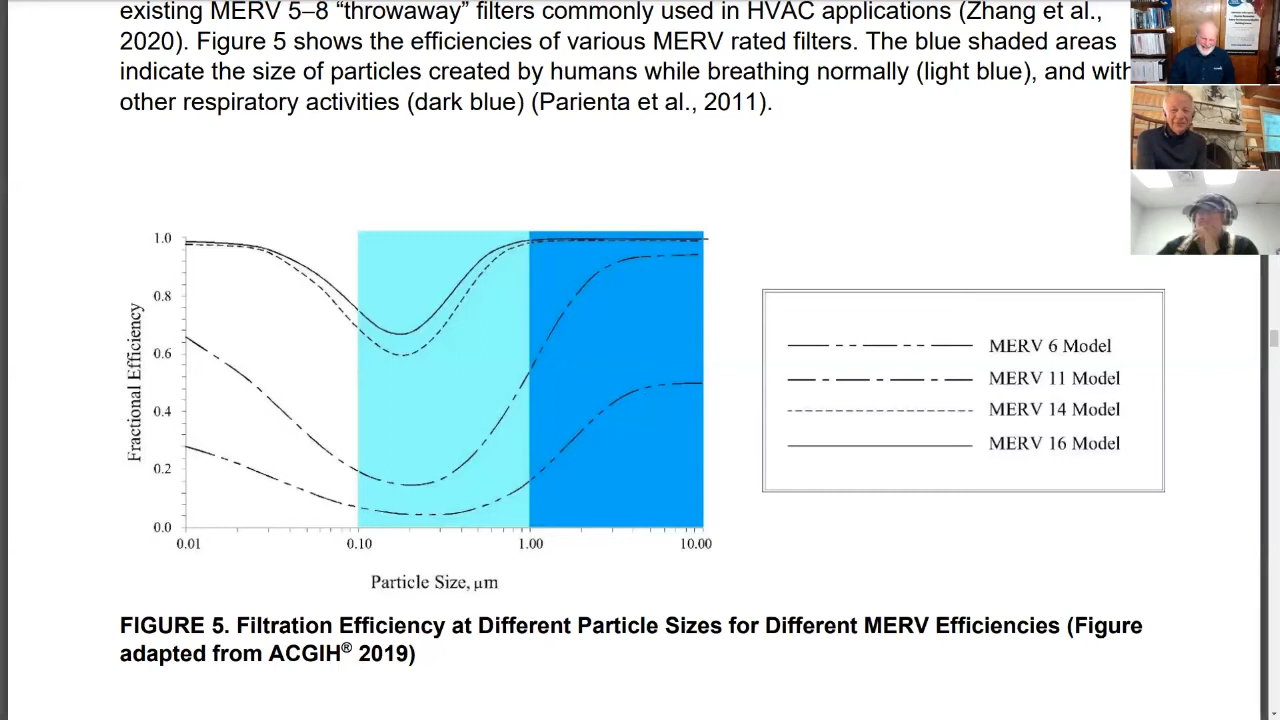 existing MERV 5–8 “throwaway” filters commonly used in HVAC applications (Zhang et al.,
2020). Figure 5 shows the efficiencies of various MERV rated filters. The blue shaded areas
indicate the size of particles created by humans while breathing normally (light blue), and with
other respiratory activities (dark blue) (Parienta et al., 2011).
Fractional Efficiency
1.0
0.8
0.6
0.4
0.2
0.0
0.01
0.10
1.00
10.00
Particle Size, µm
MERV 6 Model
MERV 11 Model
MERV 14 Model
MERV 16 Model
FIGURE 5. Filtration Efficiency at Different Particle Sizes for Different MERV Efficiencies (Figure
adapted from ACGIH® 2019)